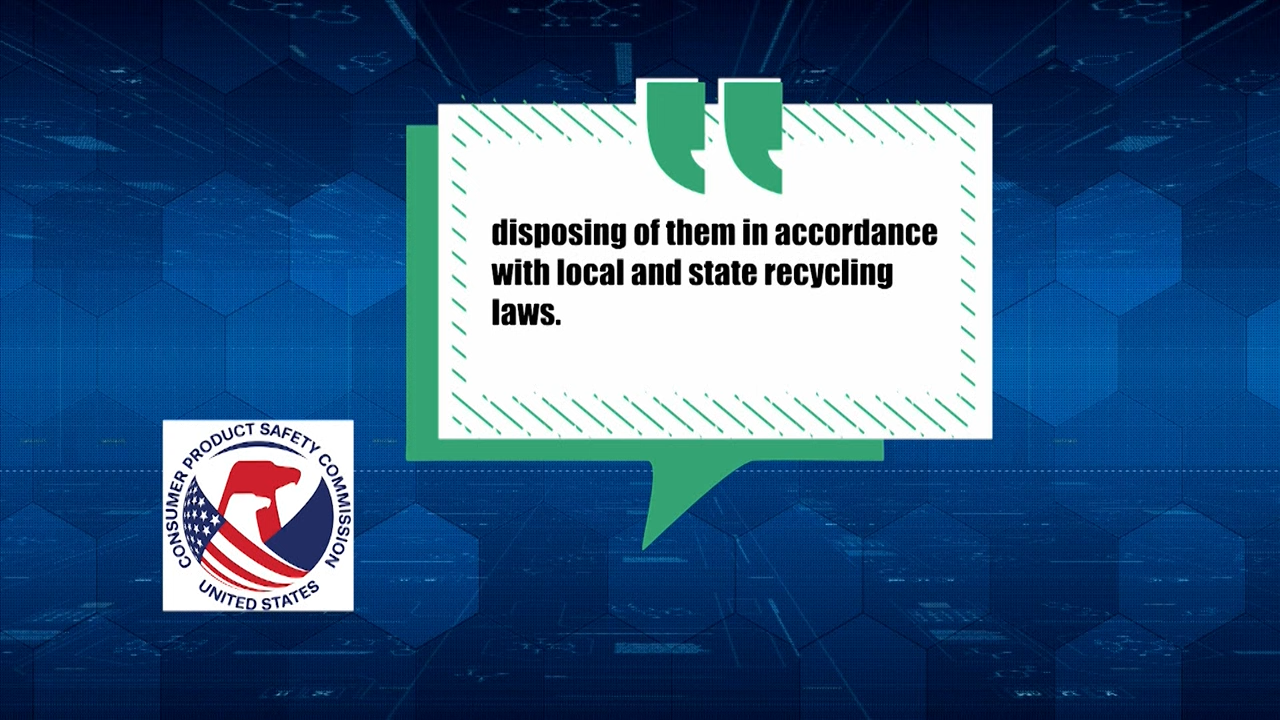 disposing of them in accordance
with local and state recycling
laws.
CONSUMER PRODUCT SAFETY COMMISSION
UNITED STATES